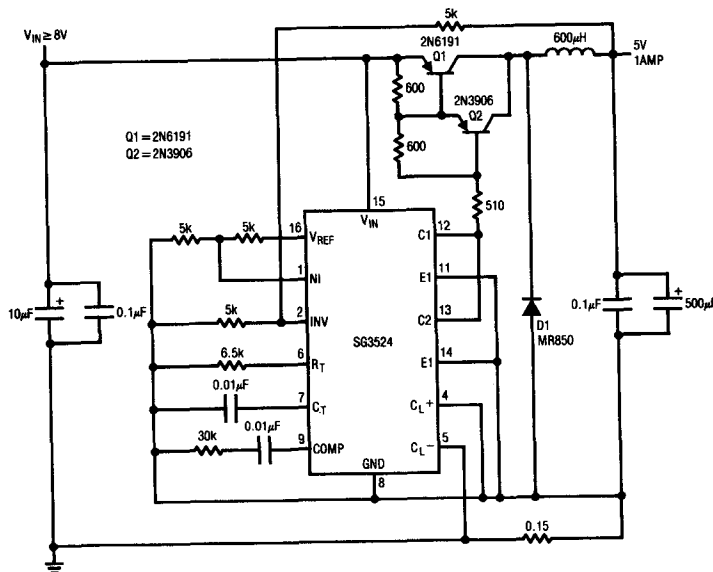 5k
V_IN ≥ 8V
2N6191
Q1
600μH
5V
1AMP
600
2N3906
Q2
Q1 = 2N6191
Q2 = 2N3906
600
510
15
V_IN
5k
5k
16
V_REF
C1
12
1
NI
E1
11
10μF
+
0.1μF
5k
2
INV
SG3524
C2
13
D1
MR850
0.1μF
+
500μF
6.5k
6
R_T
E1
14
0.01μF
7
C_T
C_L+
4
30k
0.01μF
9
COMP
C_L−
5
GND
8
0.15